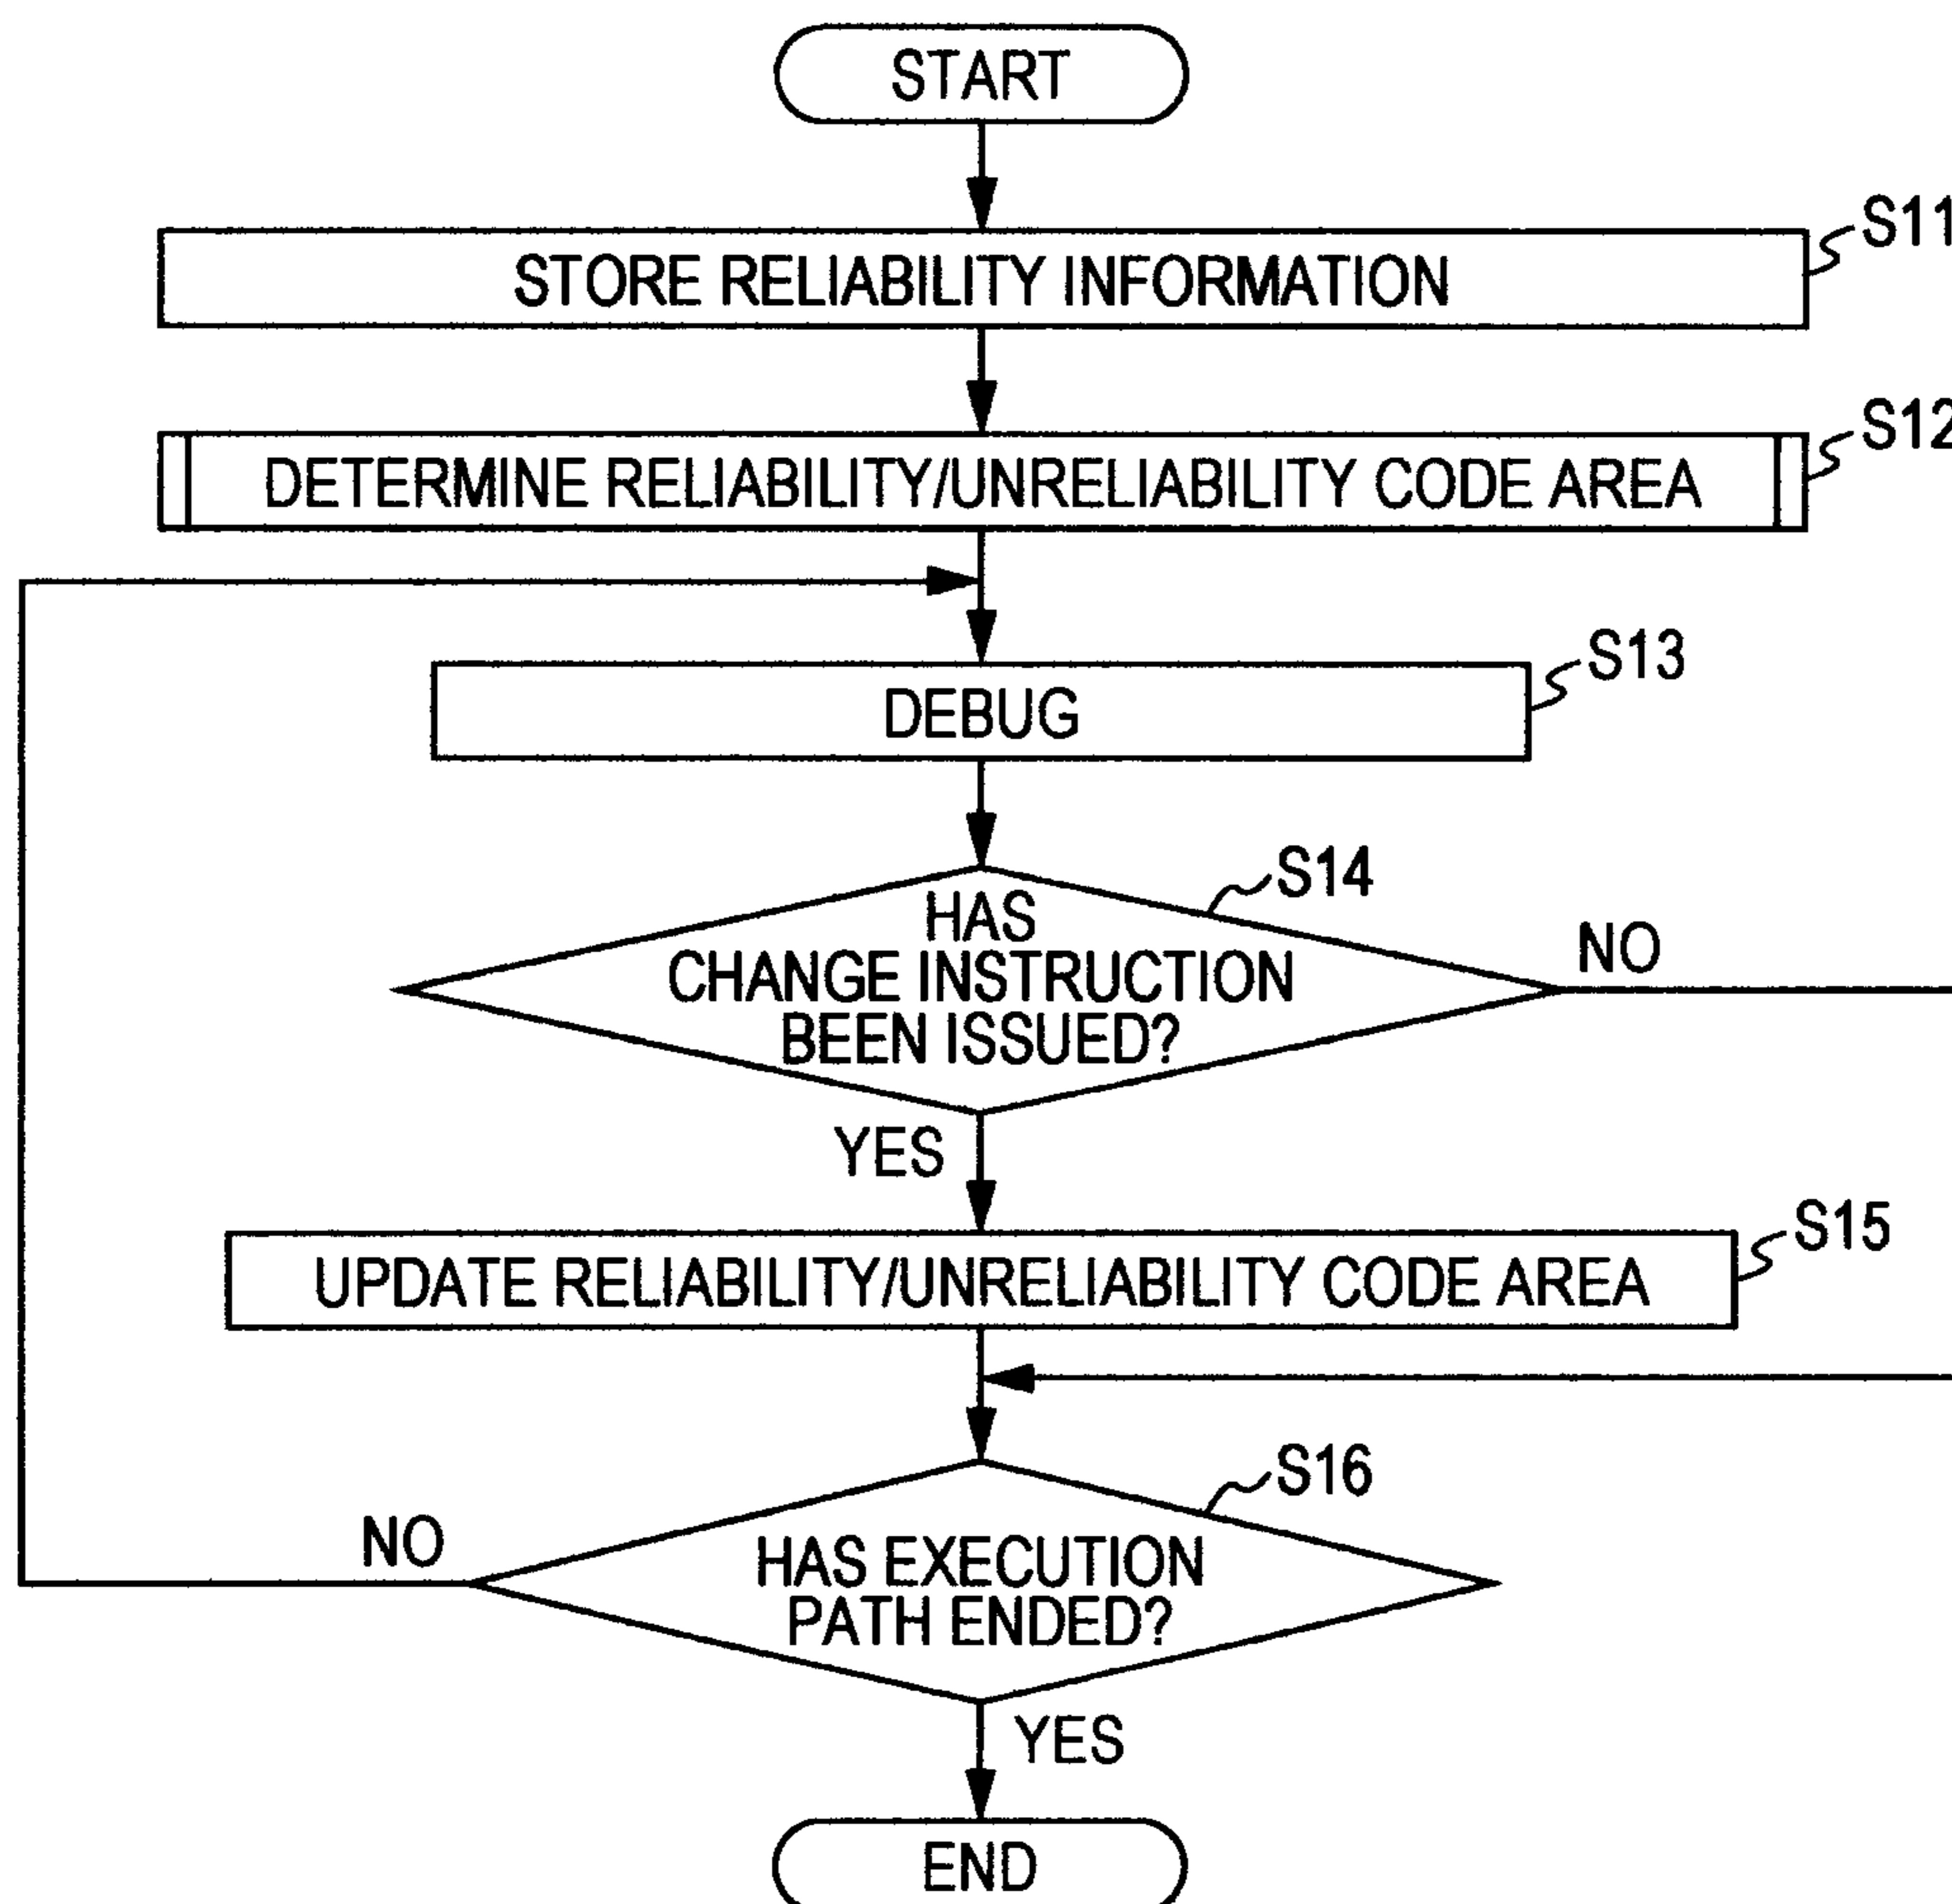 START
S11
STORE RELIABILITY INFORMATION
S12
DETERMINE RELIABILITY/UNRELIABILITY CODE AREA
S13
DEBUG
S14
HAS
CHANGE INSTRUCTION
BEEN ISSUED?
NO
YES
S15
UPDATE RELIABILITY/UNRELIABILITY CODE AREA
S16
NO
HAS EXECUTION
PATH ENDED?
YES
END